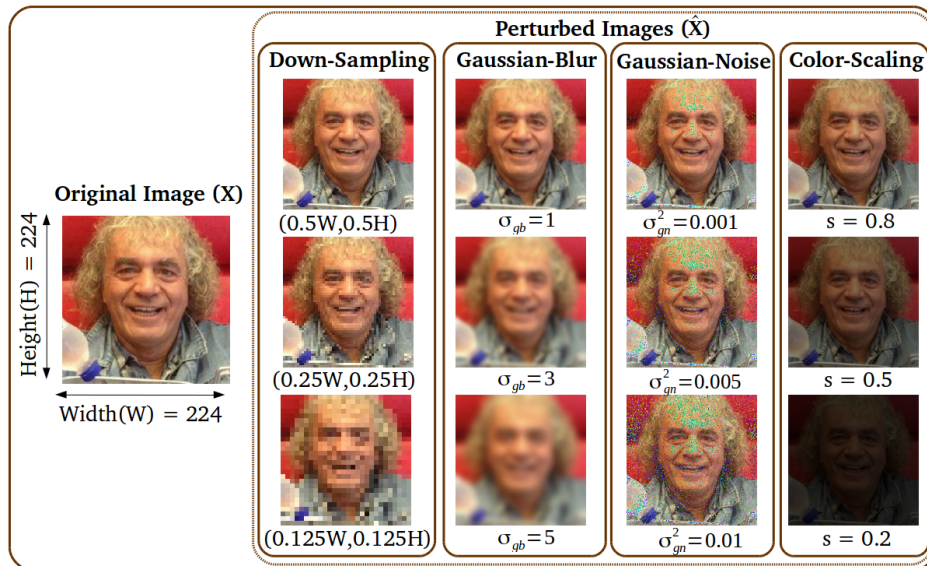 Perturbed Images (X̂)
Down-Sampling
Gaussian-Blur
Gaussian-Noise
Color-Scaling
Original Image (X)
Height(H) = 224
Width(W) = 224
(0.5W,0.5H)
σgb=1
σ²gn=0.001
s = 0.8
(0.25W,0.25H)
σgb=3
σ²gn=0.005
s = 0.5
(0.125W,0.125H)
σgb=5
σ²gn=0.01
s = 0.2